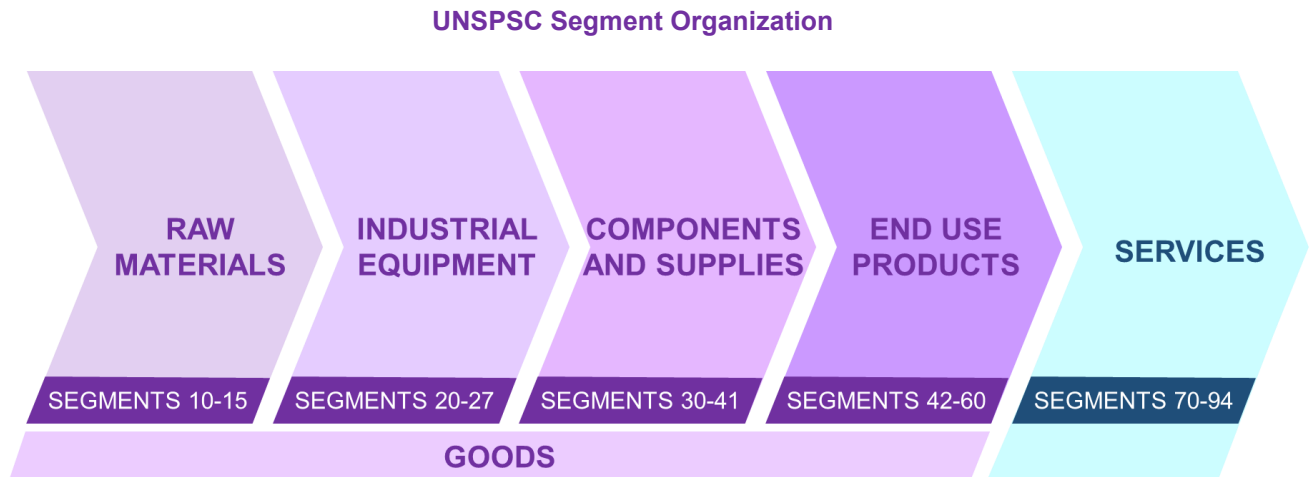 UNSPSC Segment Organization
RAW
MATERIALS
INDUSTRIAL
EQUIPMENT
COMPONENTS
AND SUPPLIES
END USE
PRODUCTS
SERVICES
SEGMENTS 10-15
SEGMENTS 20-27
SEGMENTS 30-41
SEGMENTS 42-60
SEGMENTS 70-94
GOODS